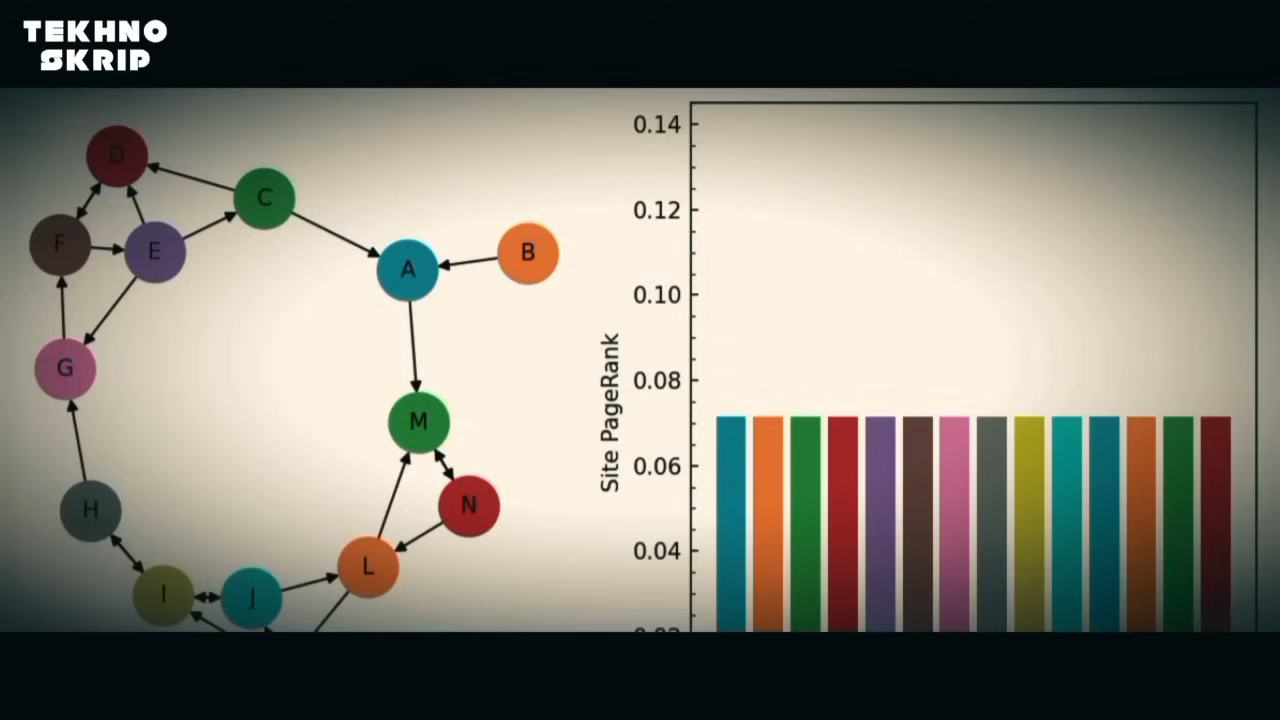 TEKHNO
SKRIP
D
C
F
E
A
B
G
M
H
N
L
I
J
0.14
0.12
0.10
0.08
0.06
0.04
Site PageRank